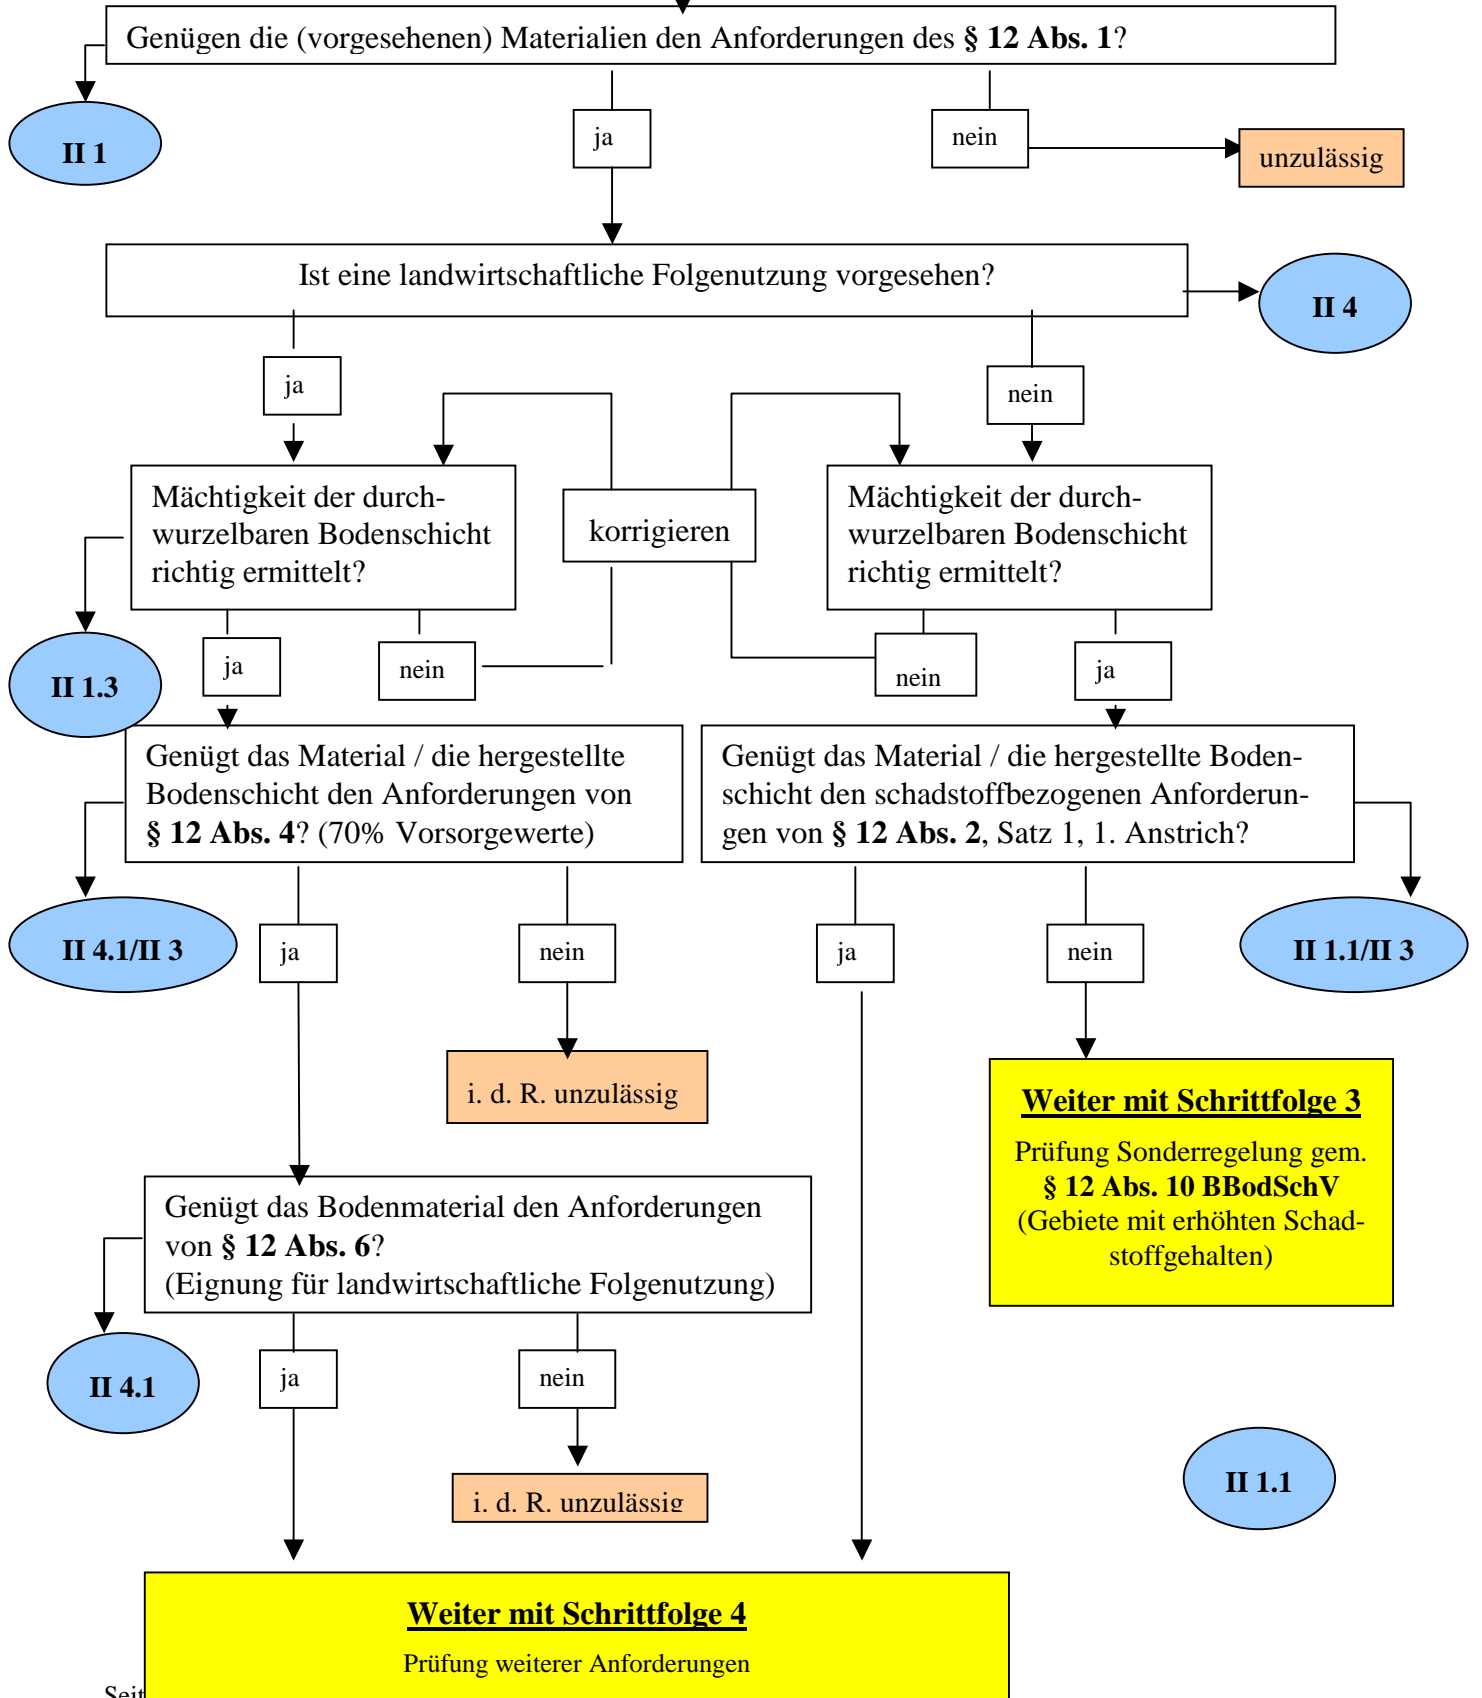 Genügen die (vorgesehenen) Materialien den Anforderungen des § 12 Abs. 1?
II 1
ja
nein
unzulässig
Ist eine landwirtschaftliche Folgenutzung vorgesehen?
II 4
ja
nein
Mächtigkeit der durch-
wurzelbaren Bodenschicht
richtig ermittelt?
korrigieren
Mächtigkeit der durch-
wurzelbaren Bodenschicht
richtig ermittelt?
II 1.3
ja
nein
nein
ja
Genügt das Material / die hergestellte
Bodenschicht den Anforderungen von
§ 12 Abs. 4? (70% Vorsorgewerte)
Genügt das Material / die hergestellte Boden-
schicht den schadstoffbezogenen Anforderun-
gen von § 12 Abs. 2, Satz 1, 1. Anstrich?
II 4.1/II 3
ja
nein
ja
nein
II 1.1/II 3
i. d. R. unzulässig
Weiter mit Schrittfolge 3
Prüfung Sonderregelung gem.
§ 12 Abs. 10 BBodSchV
(Gebiete mit erhöhten Schad-
stoffgehalten)
Genügt das Bodenmaterial den Anforderungen
von § 12 Abs. 6?
(Eignung für landwirtschaftliche Folgenutzung)
II 4.1
ja
nein
i. d. R. unzulässig
II 1.1
Weiter mit Schrittfolge 4
Prüfung weiterer Anforderungen
Seit